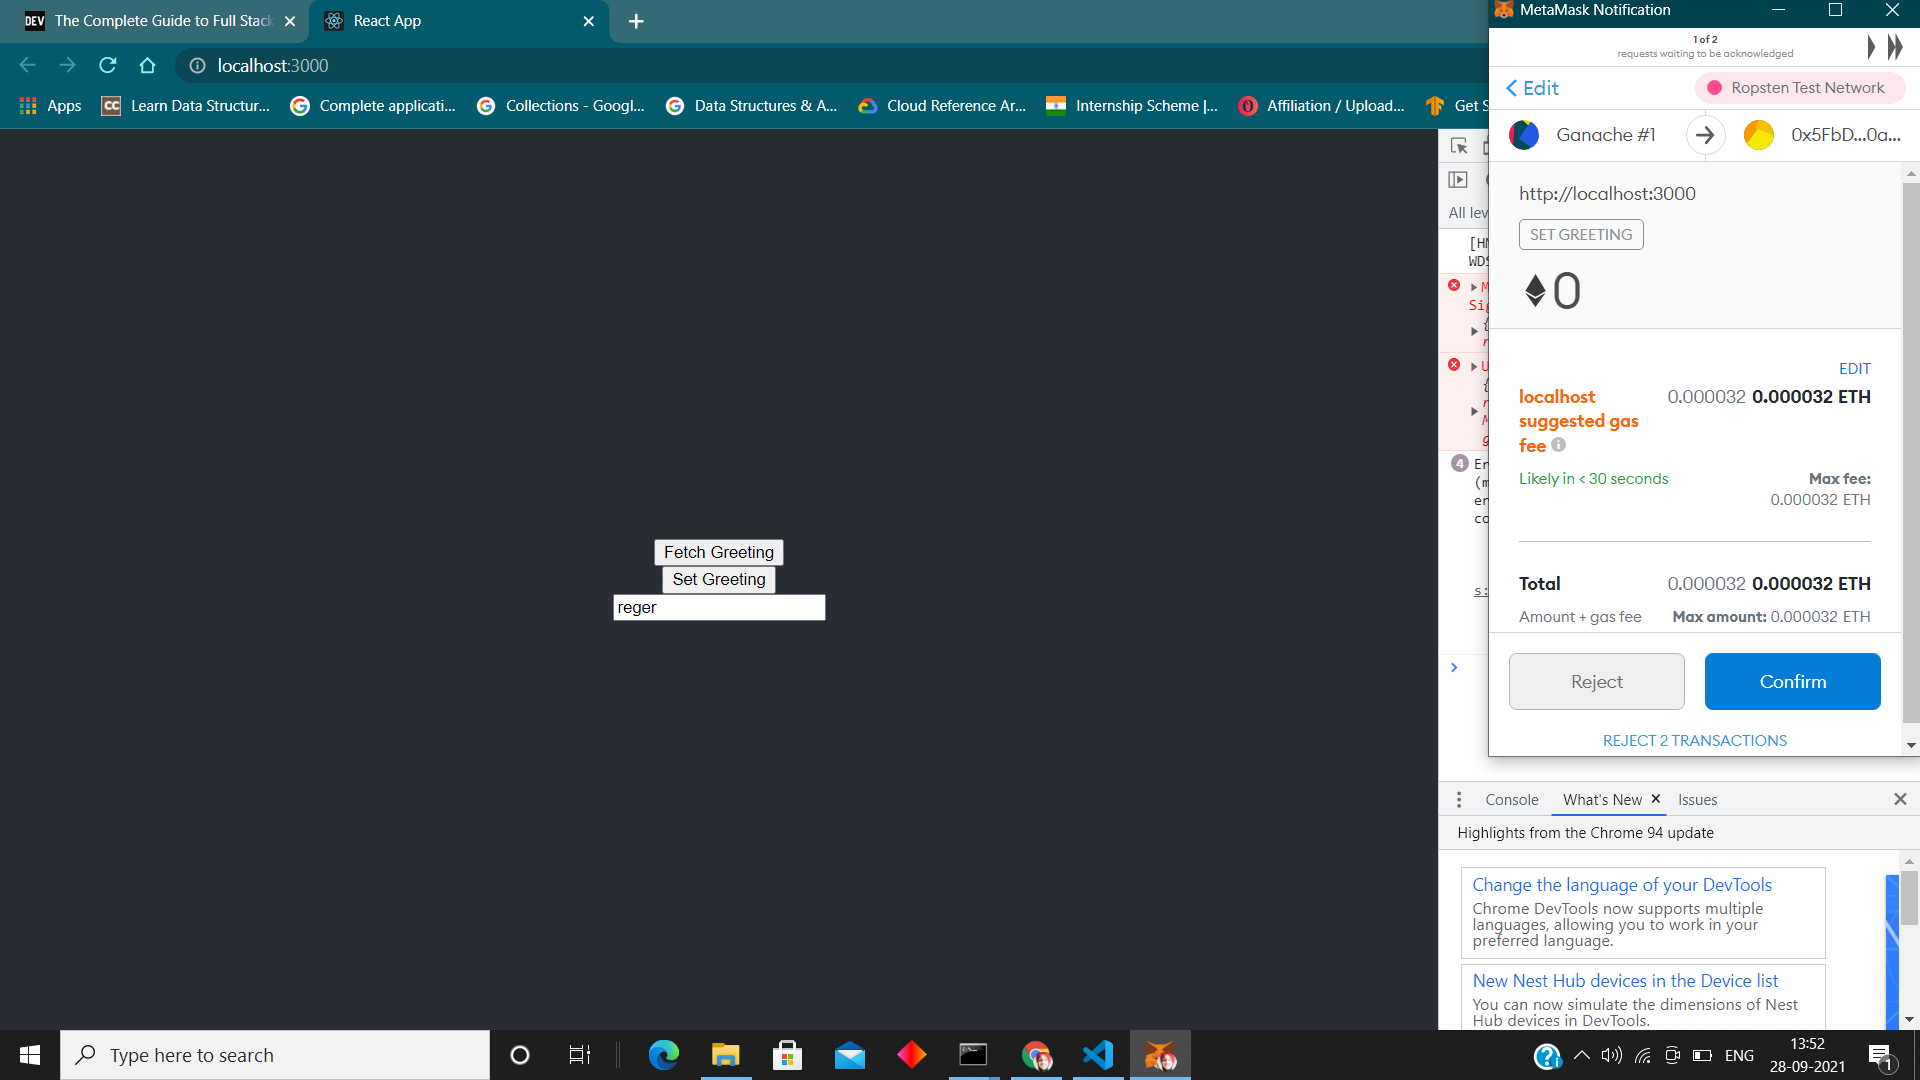 DEV The Complete Guide to Full Stack
React App
localhost:3000
Apps
CC Learn Data Structur...
Complete applicati...
Collections - Googl...
Data Structures & A...
Cloud Reference Ar...
Internship Scheme |...
Affiliation / Upload...
Get S
MetaMask Notification
1 of 2
requests waiting to be acknowledged
Edit
Ropsten Test Network
Ganache #1
0x5FbD...0a...
http://localhost:3000
SET GREETING
0
EDIT
localhost suggested gas fee
0.000032 0.000032 ETH
Likely in < 30 seconds
Max fee:
0.000032 ETH
Total
0.000032 0.000032 ETH
Amount + gas fee
Max amount: 0.000032 ETH
Reject
Confirm
REJECT 2 TRANSACTIONS
All lev
[HM
WDS
Sig
4
Er
(m
er
co
s:
Fetch Greeting
Set Greeting
reger
Console
What's New
Issues
Highlights from the Chrome 94 update
Change the language of your DevTools
Chrome DevTools now supports multiple
languages, allowing you to work in your
preferred language.
New Nest Hub devices in the Device list
You can now simulate the dimensions of Nest
Hub devices in DevTools.
Type here to search
ENG
13:52
28-09-2021
1